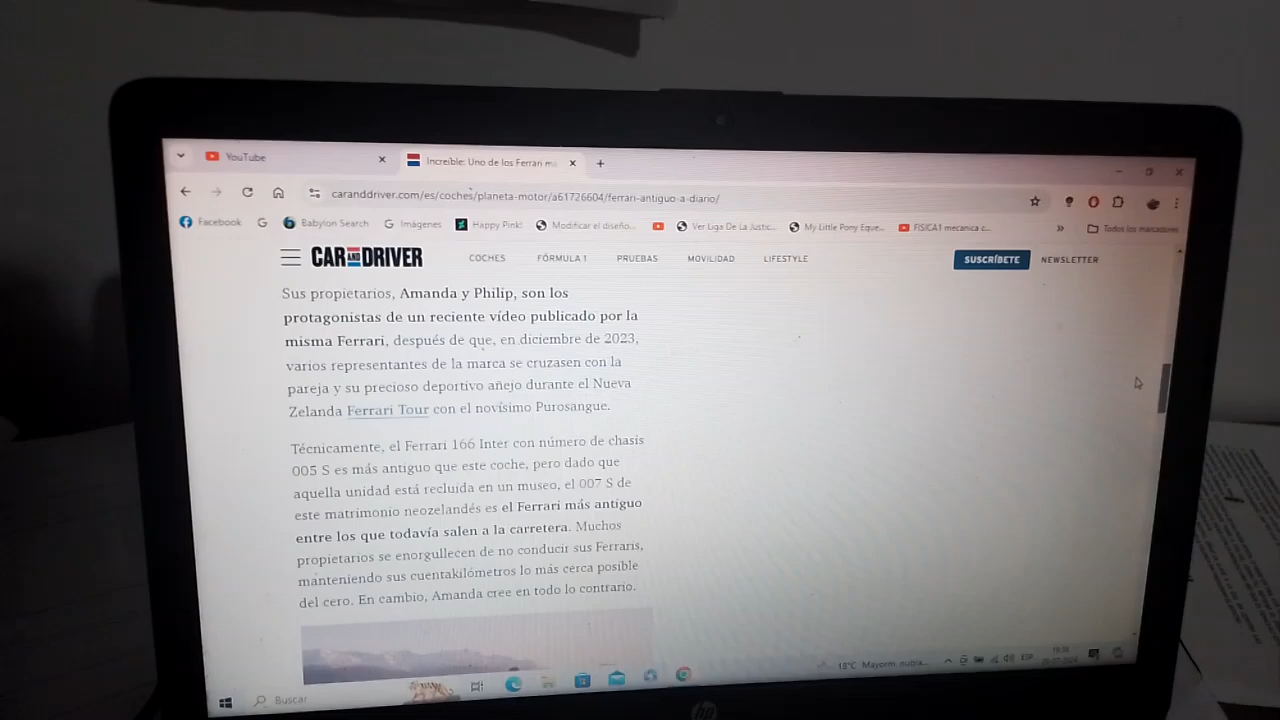 YouTube
Increíble: Uno de los Ferrari m
caranddriver.com/es/coches/planeta-motor/a61726604/ferrari-antiguo-a-diario/
Facebook
Babylon Search
Imágenes
Happy Pink!
Modificar el diseño...
Ver Liga De La Justic...
My Little Pony Eque...
FISICA1 mecanica c...
Todos los marcadores
CAR AND DRIVER
COCHES
FÓRMULA 1
PRUEBAS
MOVILIDAD
LIFESTYLE
SUSCRÍBETE
NEWSLETTER
Sus propietarios, Amanda y Philip, son los
protagonistas de un reciente vídeo publicado por la
misma Ferrari, después de que, en diciembre de 2023,
varios representantes de la marca se cruzasen con la
pareja y su precioso deportivo añejo durante el Nueva
Zelanda Ferrari Tour con el novísimo Purosangue.
Técnicamente, el Ferrari 166 Inter con número de chasis
005 S es más antiguo que este coche, pero dado que
aquella unidad está recluida en un museo, el 007 S de
este matrimonio neozelandés es el Ferrari más antiguo
entre los que todavía salen a la carretera. Muchos
propietarios se enorgullecen de no conducir sus Ferraris,
manteniendo sus cuentakilómetros lo más cerca posible
del cero. En cambio, Amanda cree en todo lo contrario.
Buscar
18°C Mayorm. nubla...
ESP
hp